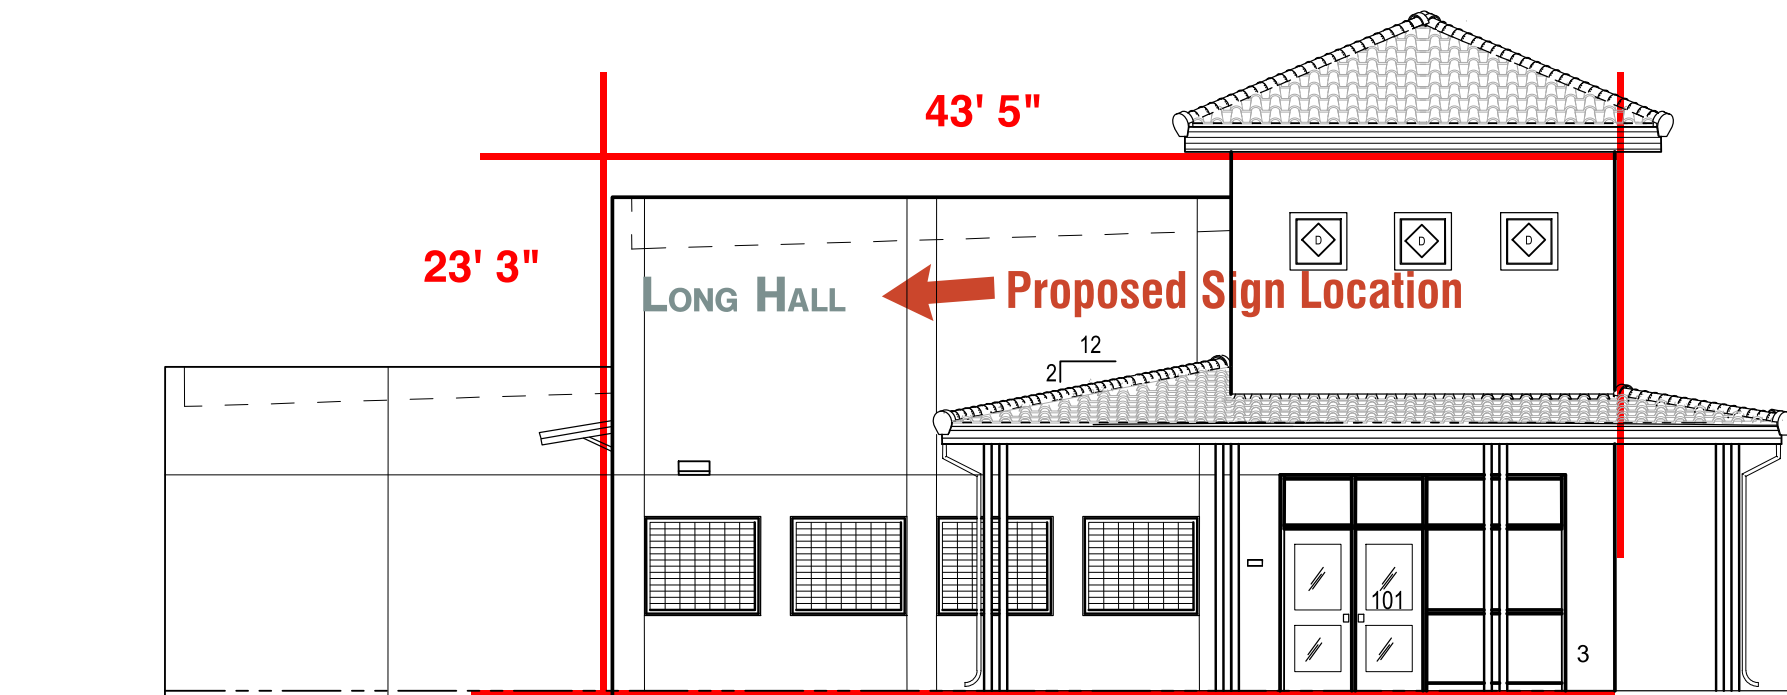 43' 5"
23' 3"
D D D
LONG HALL
Proposed Sign Location
12
2
101
3